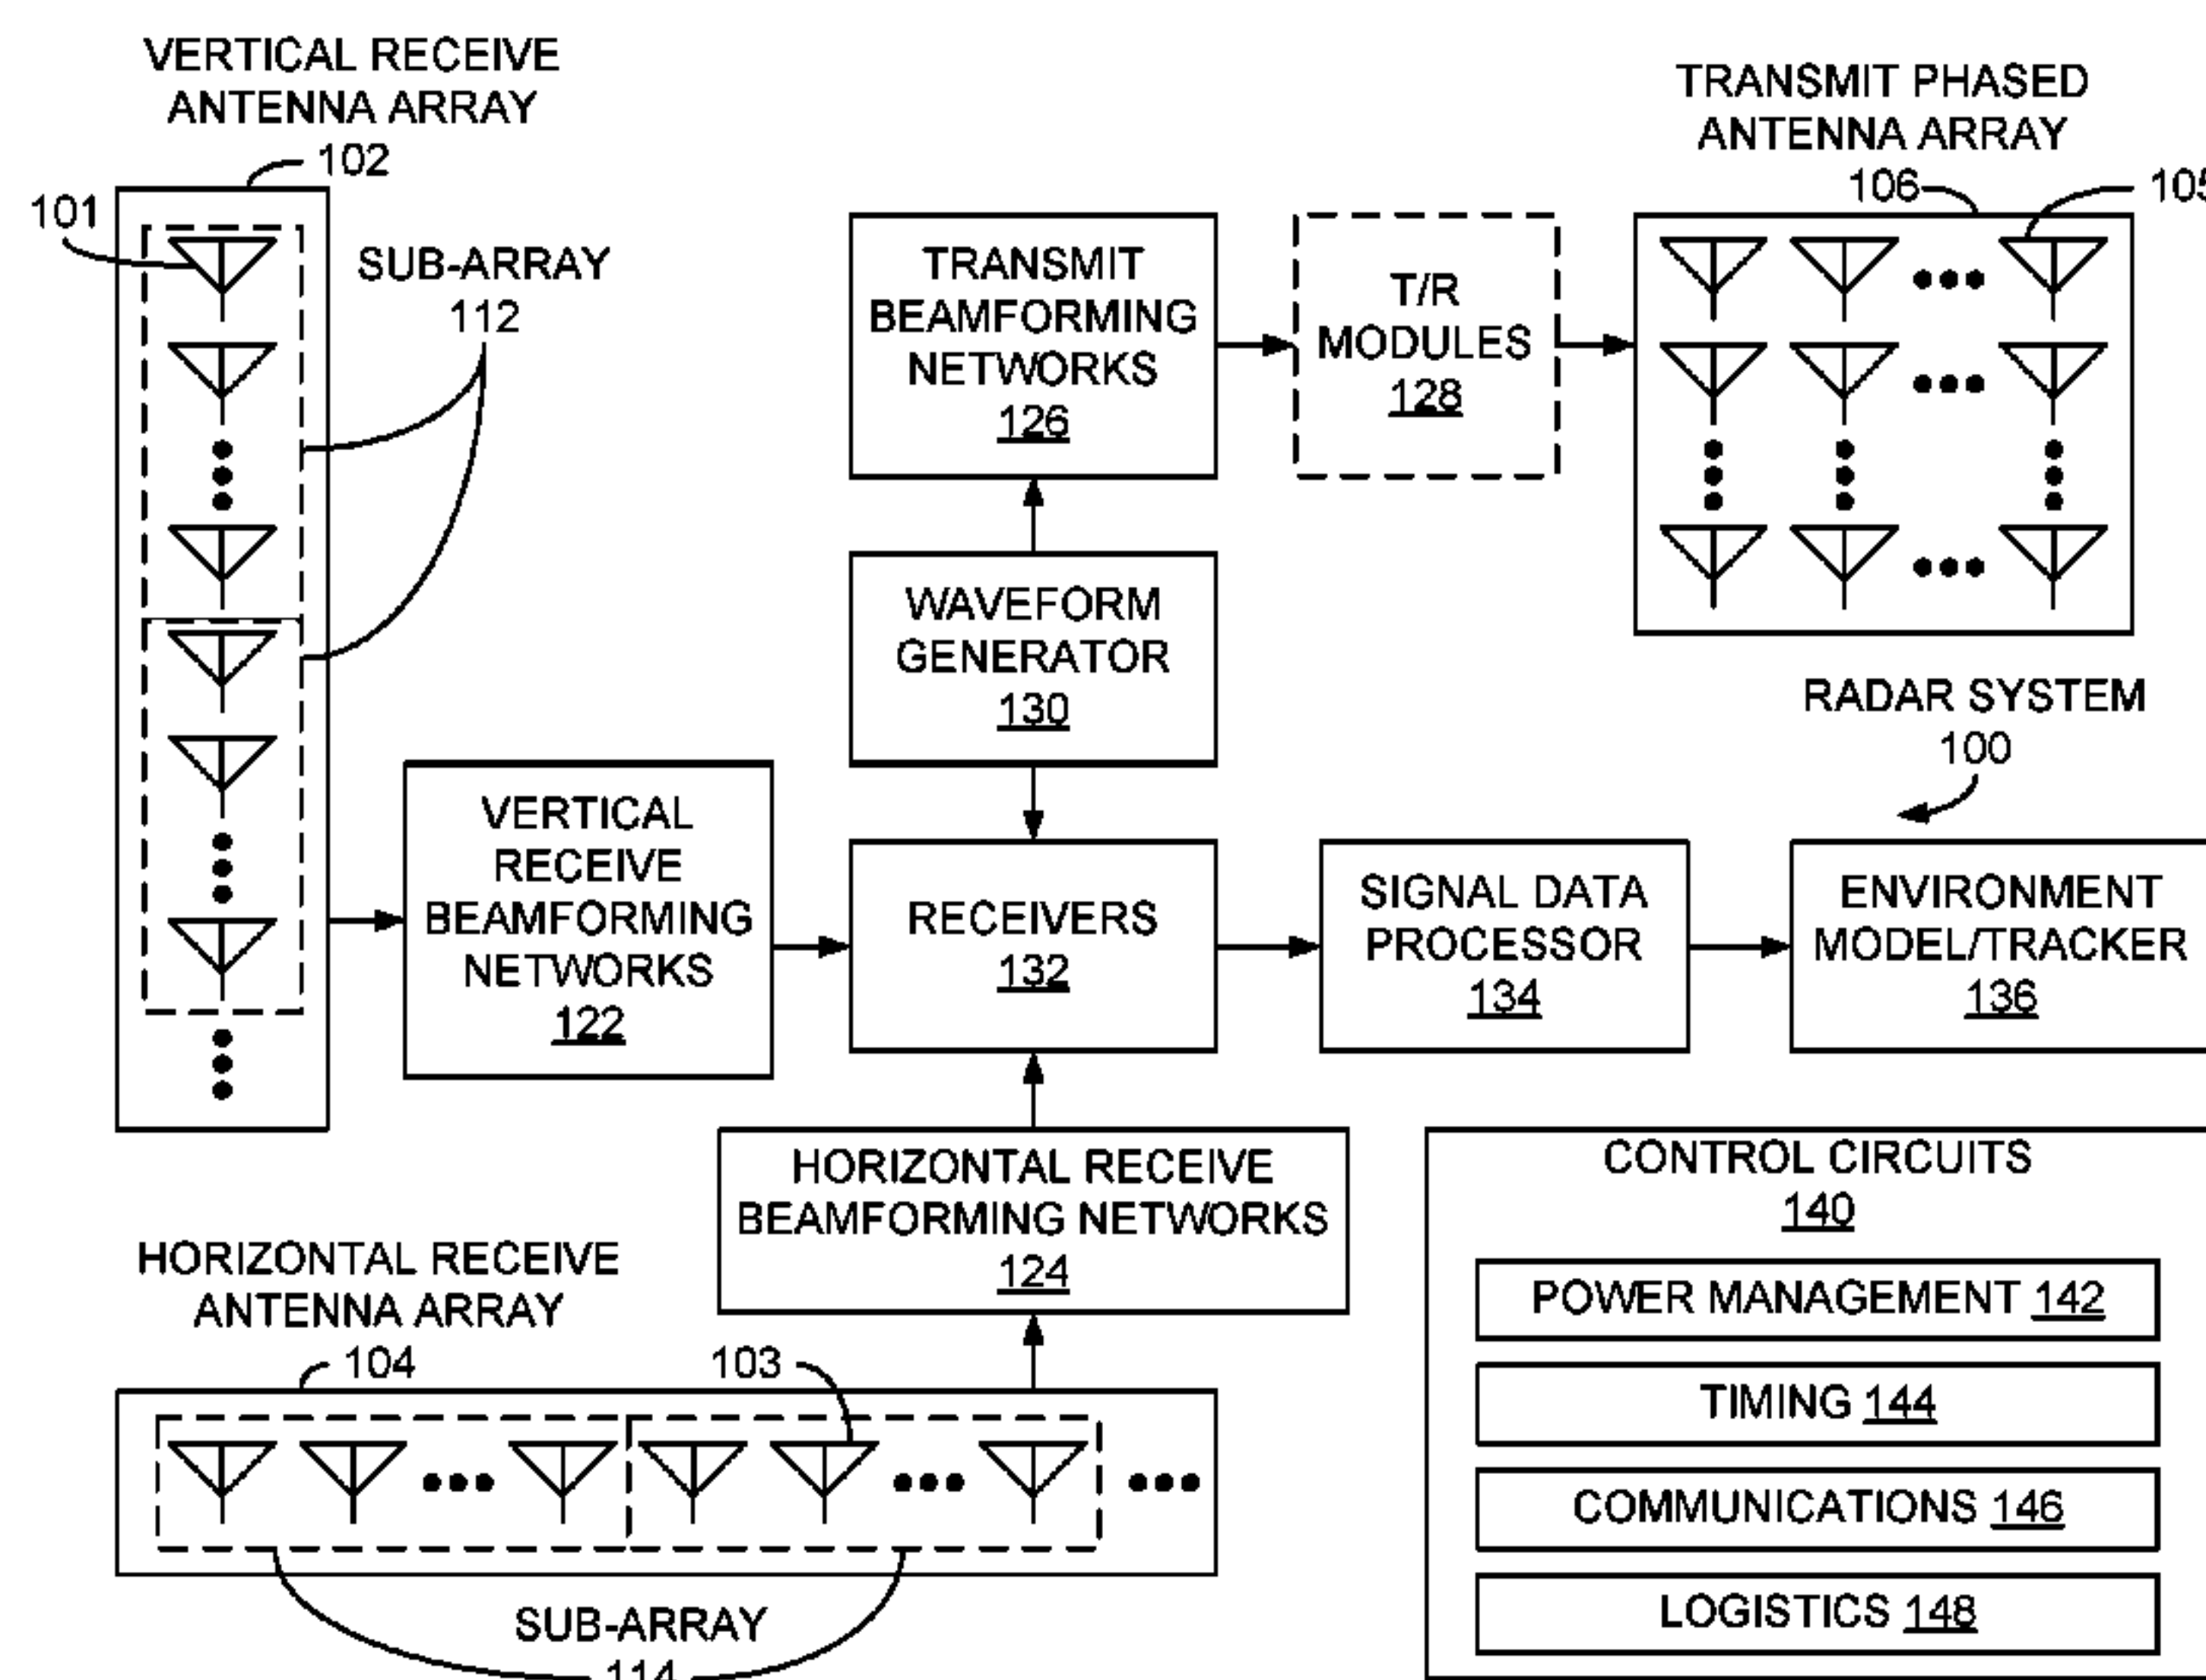 VERTICAL RECEIVE
ANTENNA ARRAY
102
101
SUB-ARRAY
112
TRANSMIT PHASED
ANTENNA ARRAY
106
105
TRANSMIT
BEAMFORMING
NETWORKS
126
T/R
MODULES
128
WAVEFORM
GENERATOR
130
RADAR SYSTEM
100
VERTICAL
RECEIVE
BEAMFORMING
NETWORKS
122
RECEIVERS
132
SIGNAL DATA
PROCESSOR
134
ENVIRONMENT
MODEL/TRACKER
136
HORIZONTAL RECEIVE
BEAMFORMING NETWORKS
124
HORIZONTAL RECEIVE
ANTENNA ARRAY
104
103
SUB-ARRAY
114
CONTROL CIRCUITS
140
POWER MANAGEMENT 142
TIMING 144
COMMUNICATIONS 146
LOGISTICS 148